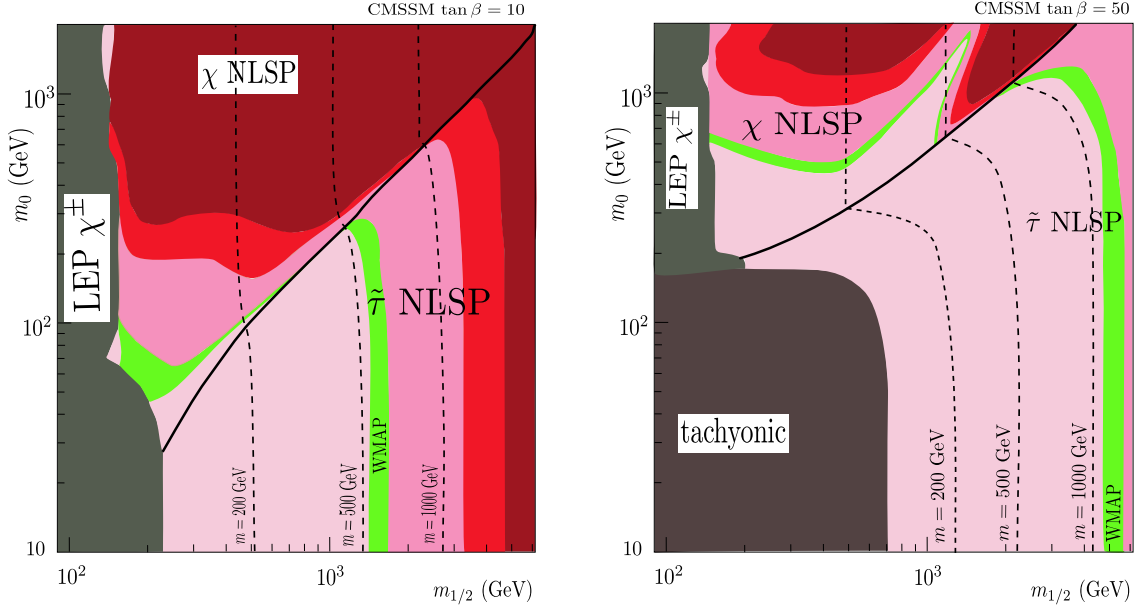 CMSSM tan β = 10
χ NLSP
LEP χ^∓
τ̃ NLSP
WMAP
m = 200 GeV
m = 500 GeV
m = 1000 GeV
m₀ (GeV)
10³
10²
10
10²
10³
m₁/₂ (GeV)
CMSSM tan β = 50
χ NLSP
LEP χ^∓
τ̃ NLSP
tachyonic
m = 200 GeV
m = 500 GeV
m = 1000 GeV
WMAP
m₀ (GeV)
10³
10²
10
10²
10³
m₁/₂ (GeV)